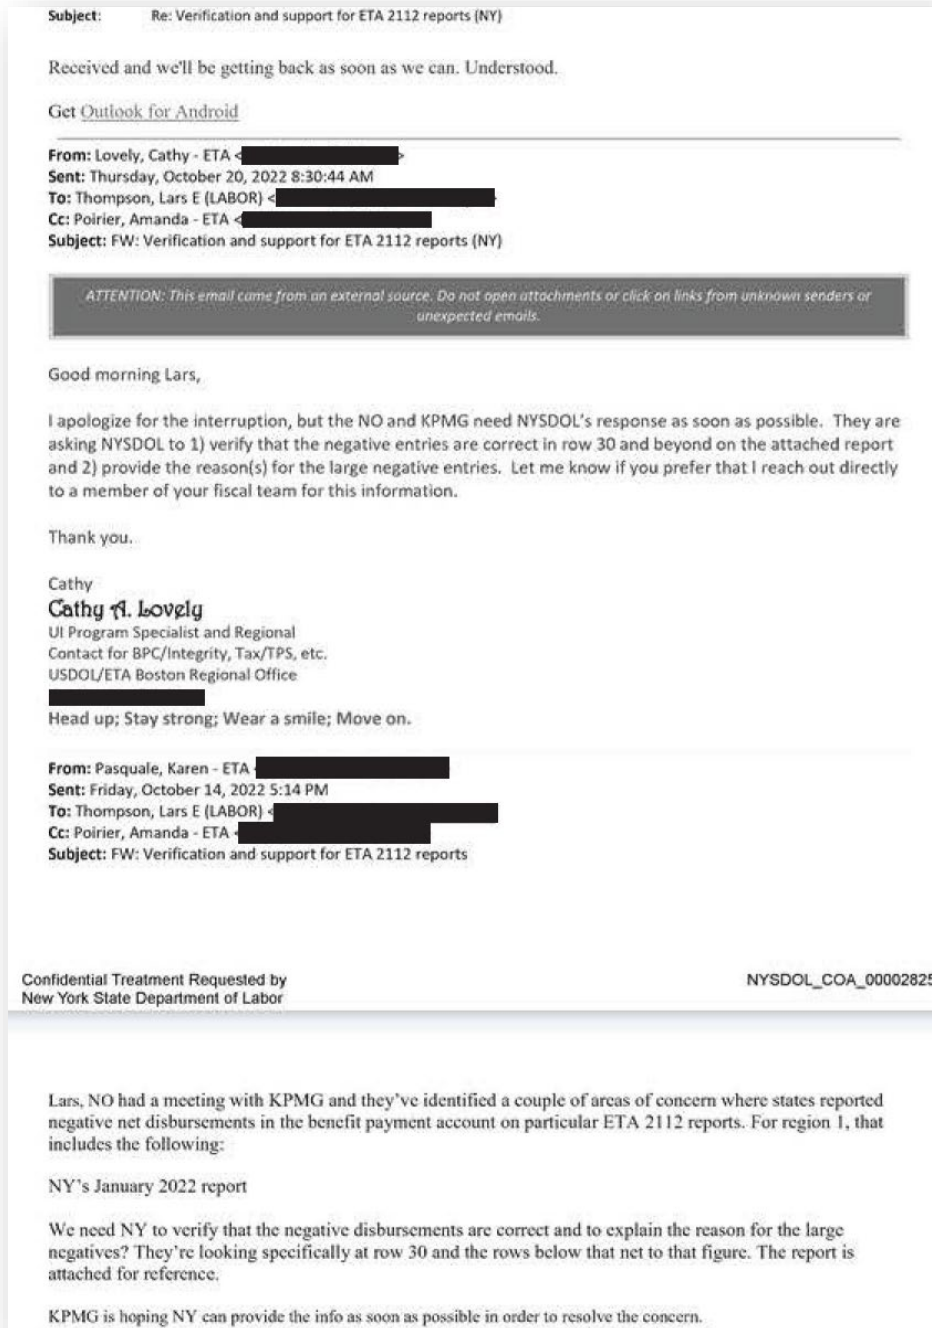 Subject: Re: Verification and support for ETA 2112 reports (NY)
Received and we'll be getting back as soon as we can. Understood.
Get Outlook for Android
From: Lovely, Cathy - ETA < >
Sent: Thursday, October 20, 2022 8:30:44 AM
To: Thompson, Lars E (LABOR) <
Cc: Poirier, Amanda - ETA <
Subject: FW: Verification and support for ETA 2112 reports (NY)
ATTENTION: This email came from an external source. Do not open attachments or click on links from unknown senders or
unexpected emails.
Good morning Lars,
I apologize for the interruption, but the NO and KPMG need NYSDOL's response as soon as possible. They are
asking NYSDOL to 1) verify that the negative entries are correct in row 30 and beyond on the attached report
and 2) provide the reason(s) for the large negative entries. Let me know if you prefer that I reach out directly
to a member of your fiscal team for this information.
Thank you.
Cathy
Cathy A. Lovely
UI Program Specialist and Regional
Contact for BPC/Integrity, Tax/TPS, etc.
USDOL/ETA Boston Regional Office
Head up; Stay strong; Wear a smile; Move on.
From: Pasquale, Karen - ETA
Sent: Friday, October 14, 2022 5:14 PM
To: Thompson, Lars E (LABOR) <
Cc: Poirier, Amanda - ETA <
Subject: FW: Verification and support for ETA 2112 reports
Confidential Treatment Requested by
New York State Department of Labor
NYSDOL_COA_00002825
Lars, NO had a meeting with KPMG and they've identified a couple of areas of concern where states reported
negative net disbursements in the benefit payment account on particular ETA 2112 reports. For region 1, that
includes the following:
NY's January 2022 report
We need NY to verify that the negative disbursements are correct and to explain the reason for the large
negatives? They're looking specifically at row 30 and the rows below that net to that figure. The report is
attached for reference.
KPMG is hoping NY can provide the info as soon as possible in order to resolve the concern.